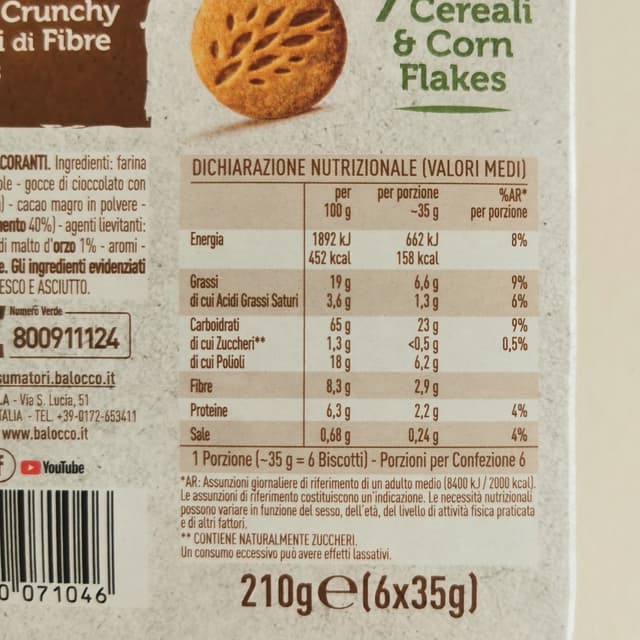 Crunchy
i di Fibre
7 Cereali
& Corn
Flakes
CORANTI. Ingredienti: farina
- gocce di cioccolato con
- cacao magro in polvere -
40%) - agenti lievitanti:
di malto d'orzo 1% - aromi -
e. Gli ingredienti evidenziati
ESCO E ASCIUTTO.
Numero Verde
800911124
sumatori.balocco.it
LA - Via S. Lucia, 51
TALIA - TEL. +39-0172-653411
www.balocco.it
YouTube
0 071046
DICHIARAZIONE NUTRIZIONALE (VALORI MEDI)
per per porzione %AR*
100 g ~35 g per porzione
Energia 1892 kJ 662 kJ 8%
452 kcal 158 kcal
Grassi 19 g 6,6 g 9%
di cui Acidi Grassi Saturi 3,6 g 1,3 g 6%
Carboidrati 65 g 23 g 9%
di cui Zuccheri** 1,3 g <0,5 g 0,5%
di cui Polioli 18 g 6,2 g
Fibre 8,3 g 2,9 g
Proteine 6,3 g 2,2 g 4%
Sale 0,68 g 0,24 g 4%
1 Porzione (~35 g = 6 Biscotti) - Porzioni per Confezione 6
*AR: Assunzioni giornaliere di riferimento di un adulto medio (8400 kJ / 2000 kcal).
Le assunzioni di riferimento costituiscono un'indicazione. Le necessità nutrizionali
possono variare in funzione del sesso, dell'età, del livello di attività fisica praticata
e di altri fattori.
** CONTIENE NATURALMENTE ZUCCHERI.
Un consumo eccessivo può avere effetti lassativi.
210g℮(6x35g)